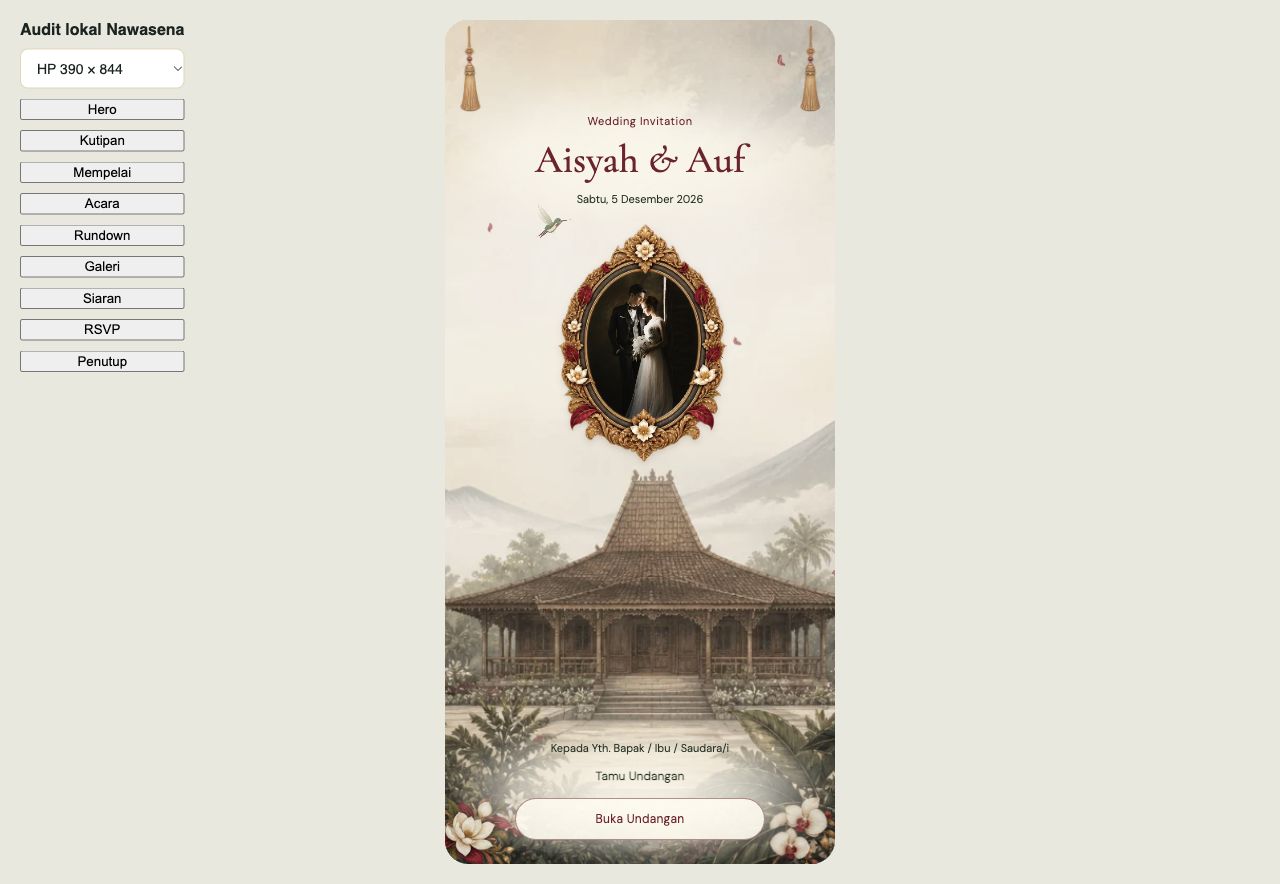 Audit lokal Nawasena
HP 390 × 844
Hero
Kutipan
Mempelai
Acara
Rundown
Galeri
Siaran
RSVP
Penutup
Wedding Invitation
Aisyah & Auf
Sabtu, 5 Desember 2026
Kepada Yth. Bapak / Ibu / Saudara/i
Tamu Undangan
Buka Undangan